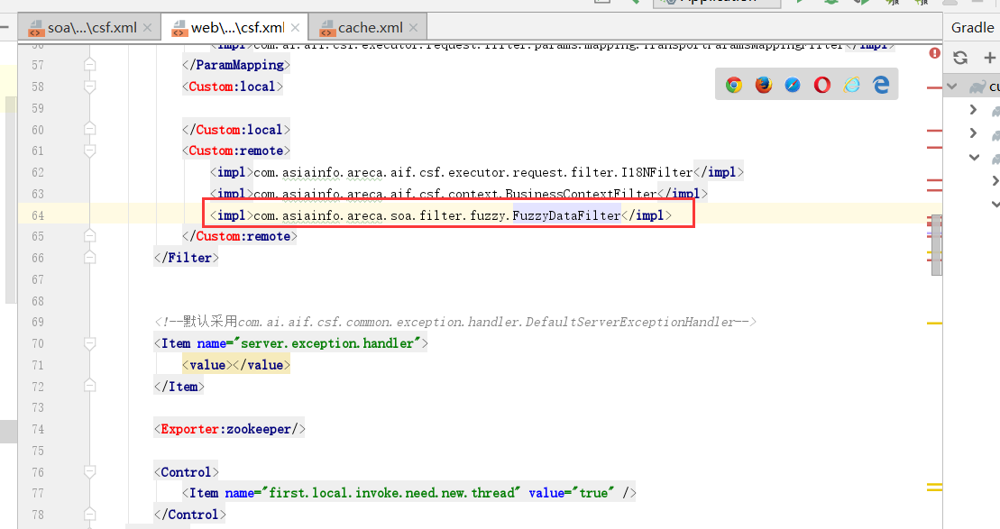 Application
soa\...\csf.xml
web\...\csf.xml
cache.xml
Gradle
56 <impl>com.ai.aif.csf.executor.request.filter.params.mapping.TransportParamsMappingFilter</impl>
57 </ParamMapping>
58 <Custom:local>
59
60 </Custom:local>
61 <Custom:remote>
62 <impl>com.asiainfo.areca.aif.csf.executor.request.filter.I18NFilter</impl>
63 <impl>com.asiainfo.areca.aif.csf.context.BusinessContextFilter</impl>
64 <impl>com.asiainfo.areca.soa.filter.fuzzy.FuzzyDataFilter</impl>
65 </Custom:remote>
66 </Filter>
67
68
69 <!--默认采用com.ai.aif.csf.common.exception.handler.DefaultServerExceptionHandler-->
70 <Item name="server.exception.handler">
71 <value></value>
72 </Item>
73
74 <Exporter:zookeeper/>
75
76 <Control>
77 <Item name="first.local.invoke.need.new.thread" value="true" />
78 </Control>